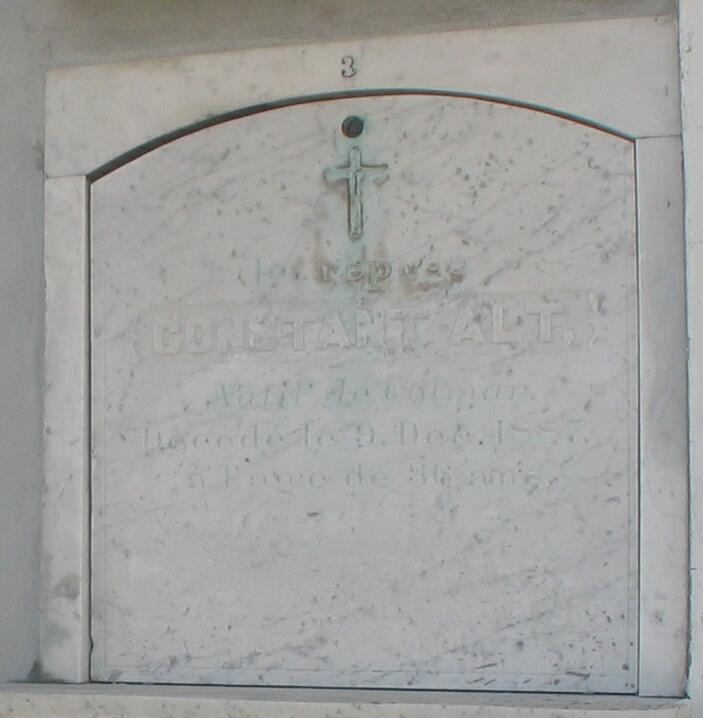 3
Ici repose
CONSTANT ALT.
Natif de Colmar.
Décédé le 9. Déc. 1887.
à l'age de 36 ans.